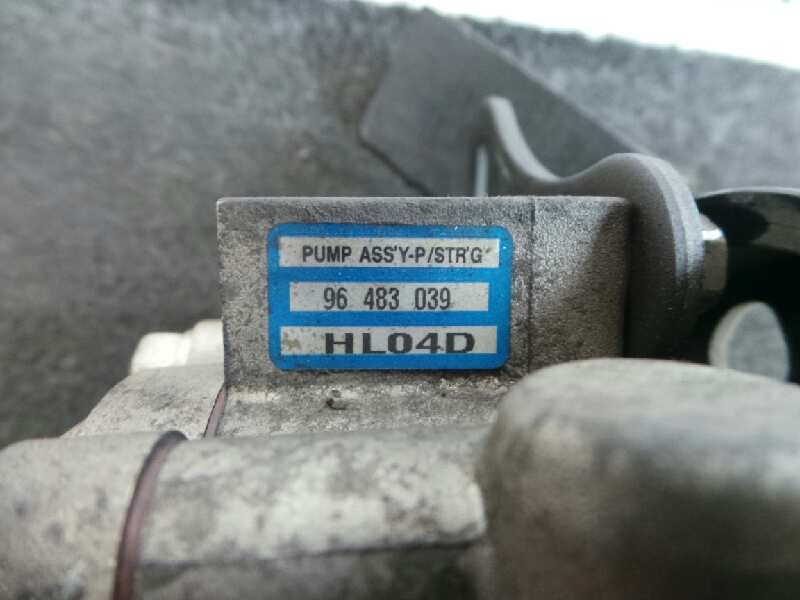 PUMP ASS'Y-P/STR'G
96 483 039
HL04D